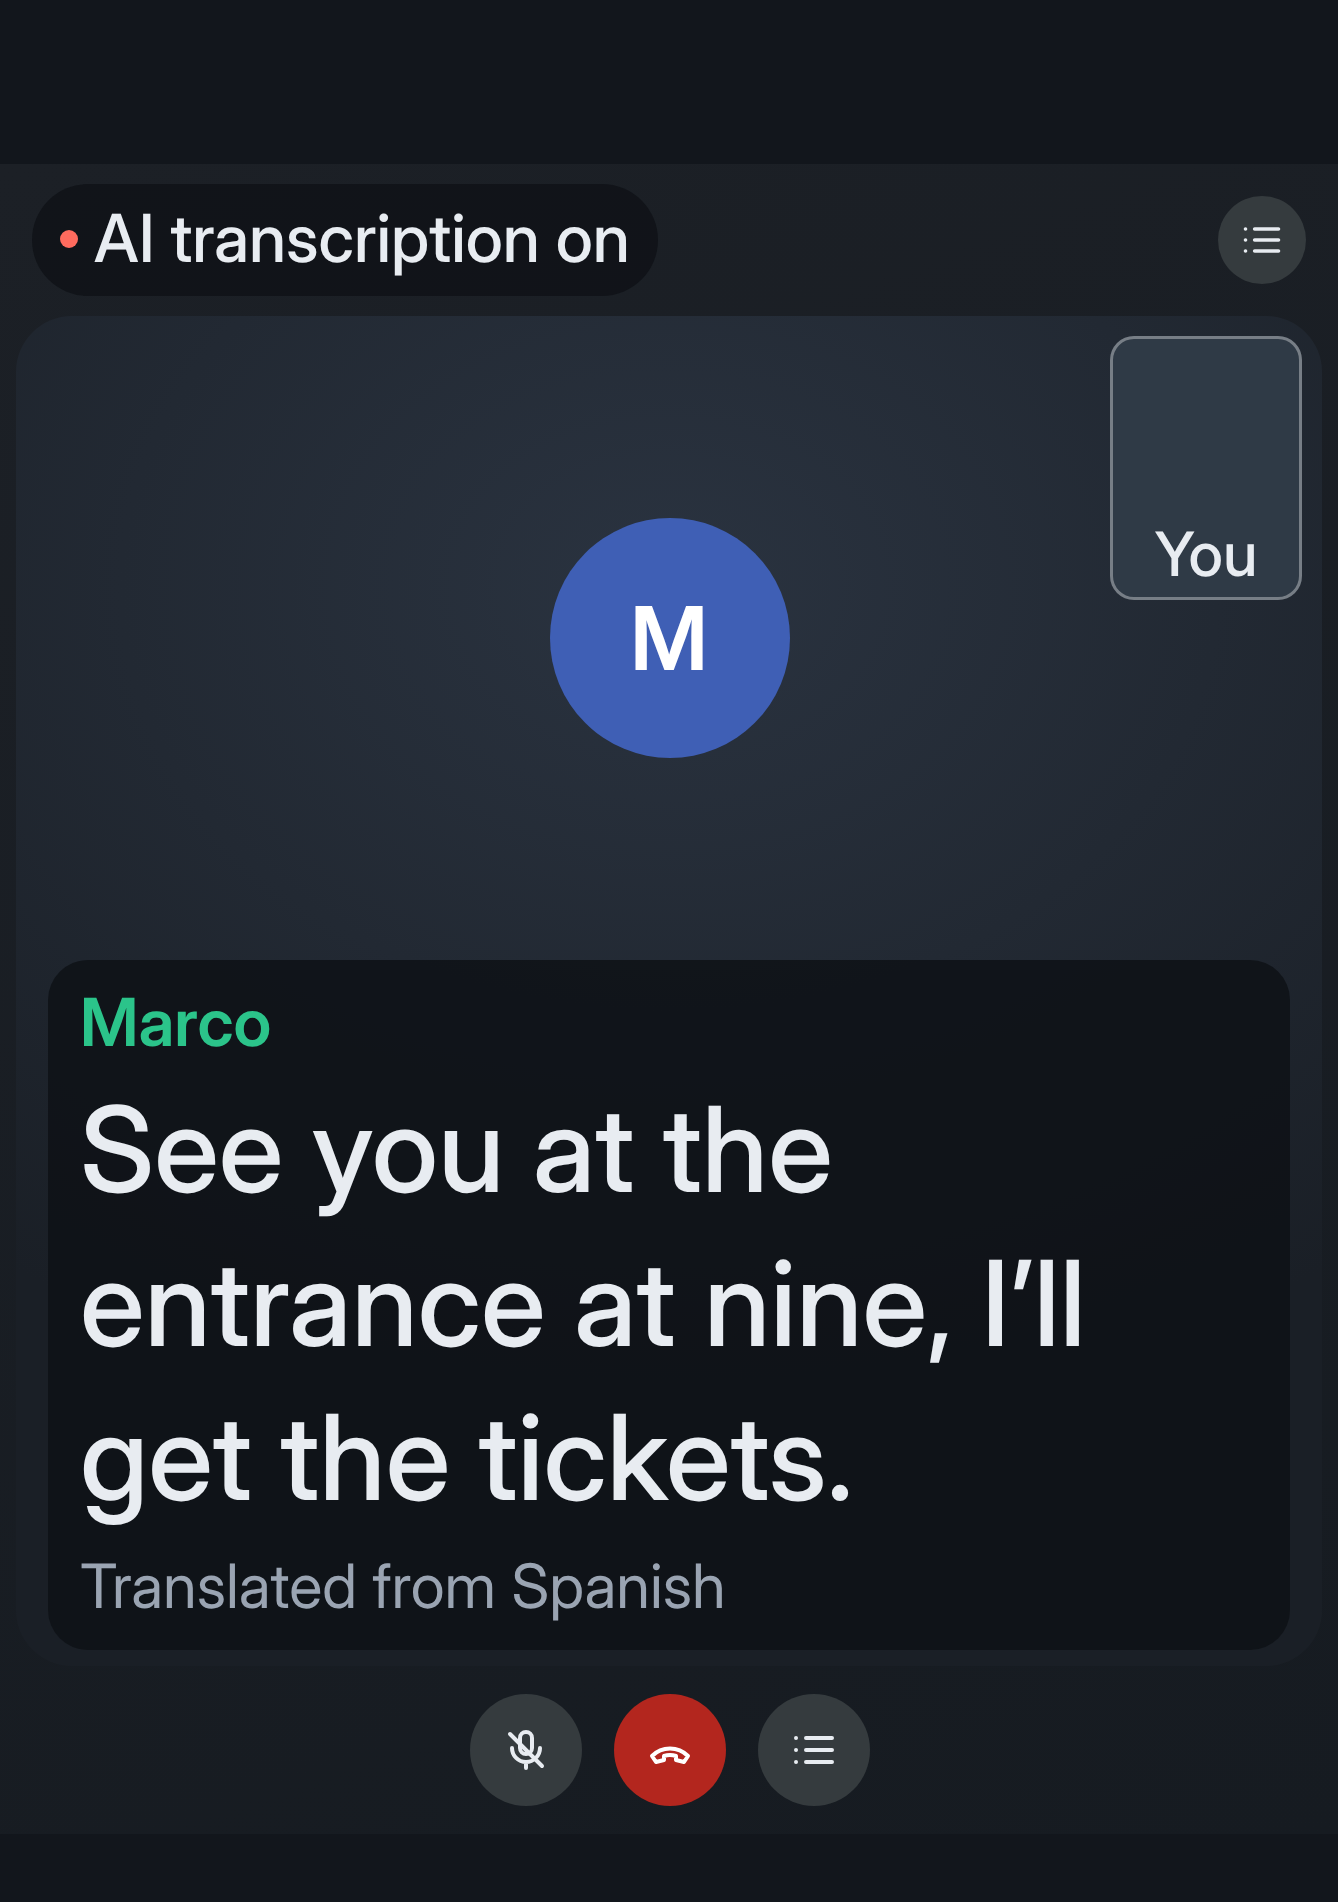 AI transcription on
You
M
Marco
See you at the
entrance at nine, I’ll
get the tickets.
Translated from Spanish